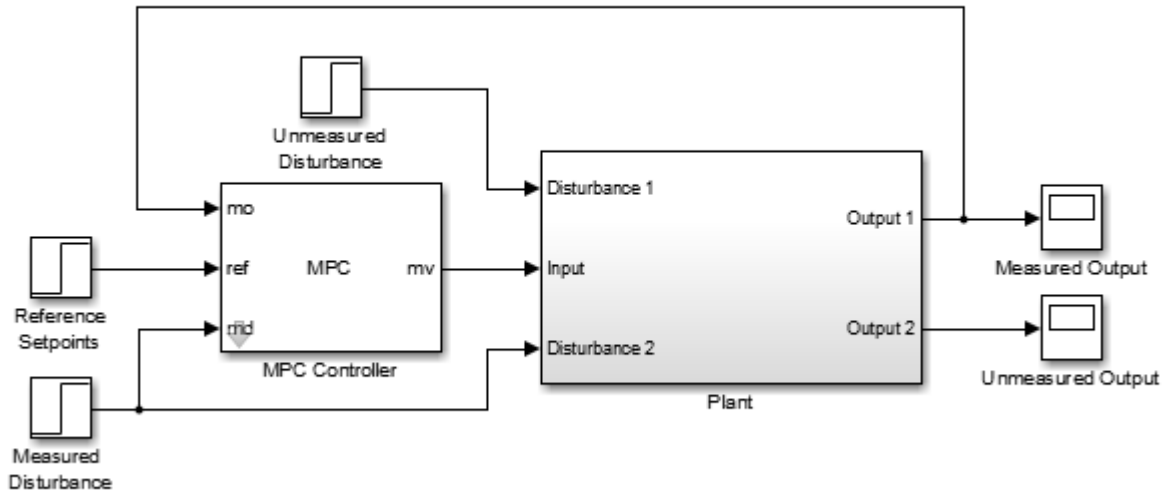 Unmeasured
Disturbance
mo
ref
MPC
mv
md
MPC Controller
Reference
Setpoints
Measured
Disturbance
Disturbance 1
Input
Disturbance 2
Output 1
Output 2
Plant
Measured Output
Unmeasured Output